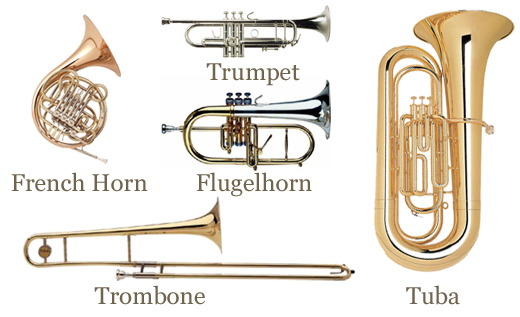 Trumpet
French Horn
Flugelhorn
Trombone
Tuba